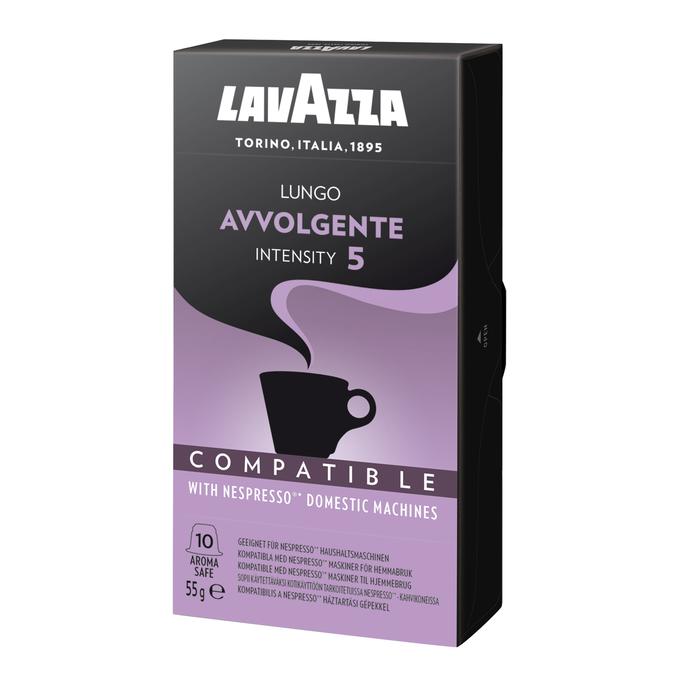 LAVAZZA
TORINO, ITALIA, 1895
LUNGO
AVVOLGENTE
INTENSITY 5
OPEN
COMPATIBLE
WITH NESPRESSO®* DOMESTIC MACHINES
10
AROMA
SAFE
55 g ℮
GEEIGNET FÜR NESPRESSO®* HAUSHALTSMASCHINEN
KOMPATIBLA MED NESPRESSO®* MASKINER FÖR HEMMABRUK
KOMPATIBLE MED NESPRESSO®* MASKINER TIL HJEMMEBRUG
SOPII KÄYTETTÄVÄKSI KOTIKÄYTTÖÖN TARKOITETUISSA NESPRESSO®* -KAHVIKONEISSA
KOMPATIBILIS A NESPRESSO®* HÁZTARTÁSI GÉPEKKEL